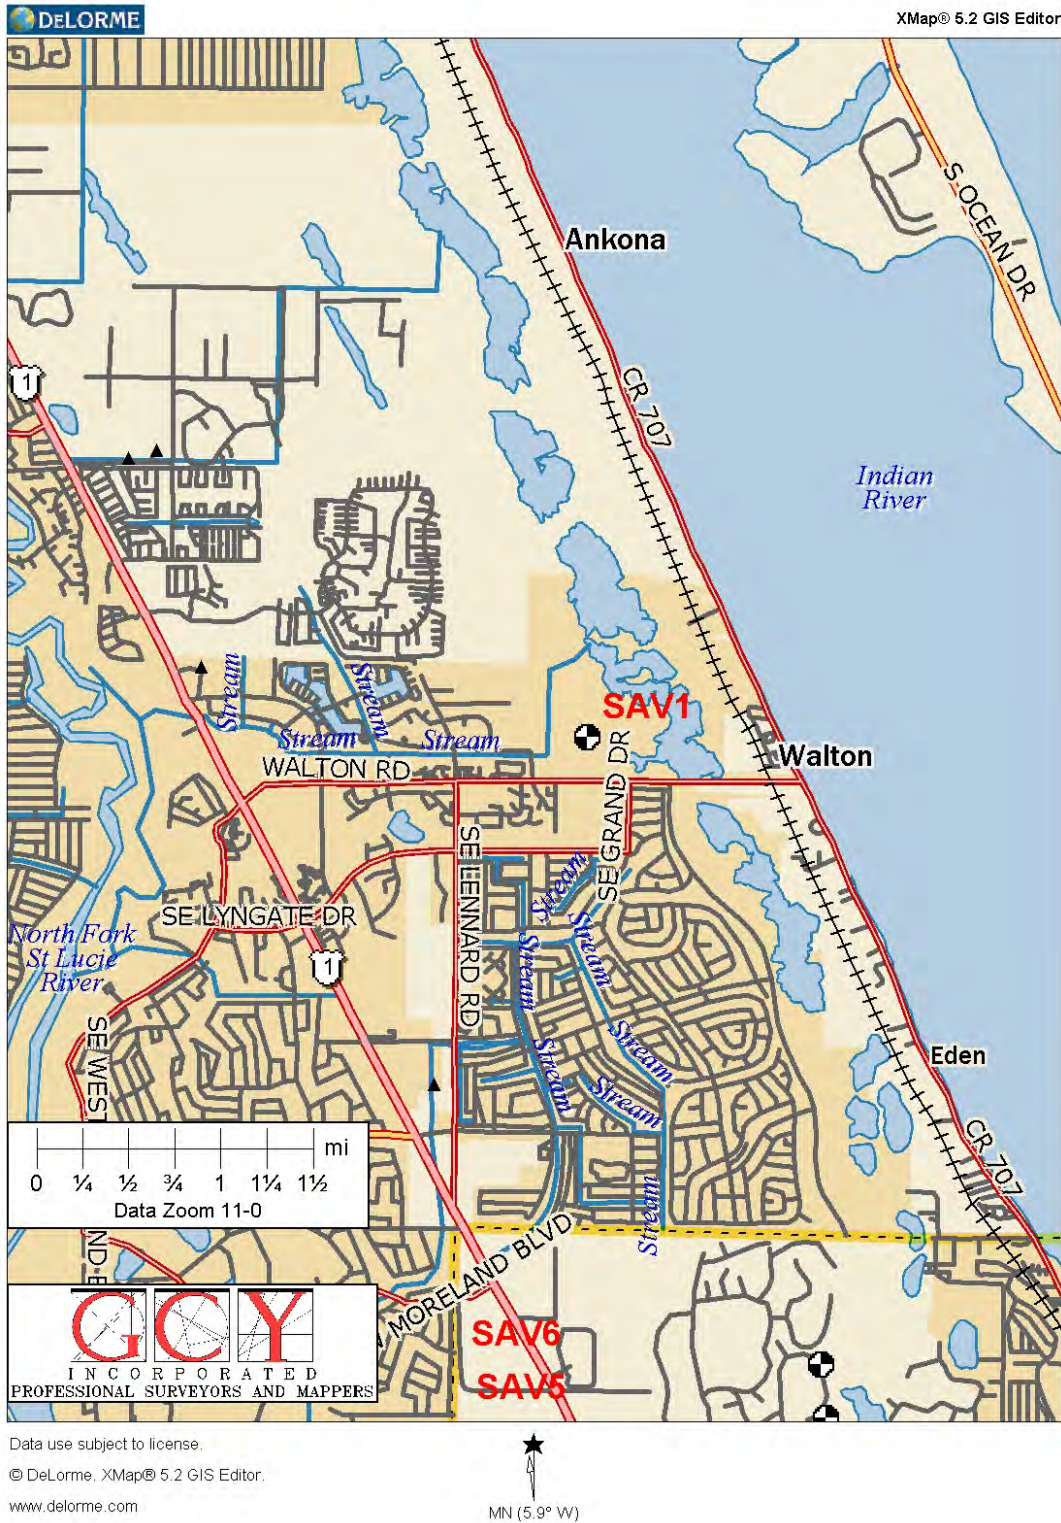 DELORME
XMap® 5.2 GIS Editor
S OCEAN DR
Ankona
1
CR 707
Indian
River
Stream
Stream
SAV1
Stream
Stream
WALTON RD
SE GRAND DR
Walton
SE LENNARD RD
Stream
SE LYNGATE DR
Stream
Stream
North Fork
St Lucie
River
1
SE WEST
Stream
Stream
Stream
Eden
CR 707
mi
0 ¼ ½ ¾ 1 1¼ 1½
Data Zoom 11-0
Stream
ND B
W MORELAND BLVD
GCY
INCORPORATED
PROFESSIONAL SURVEYORS AND MAPPERS
SAV6
SAV5
Data use subject to license.
© DeLorme. XMap® 5.2 GIS Editor.
www.delorme.com
MN (5.9° W)